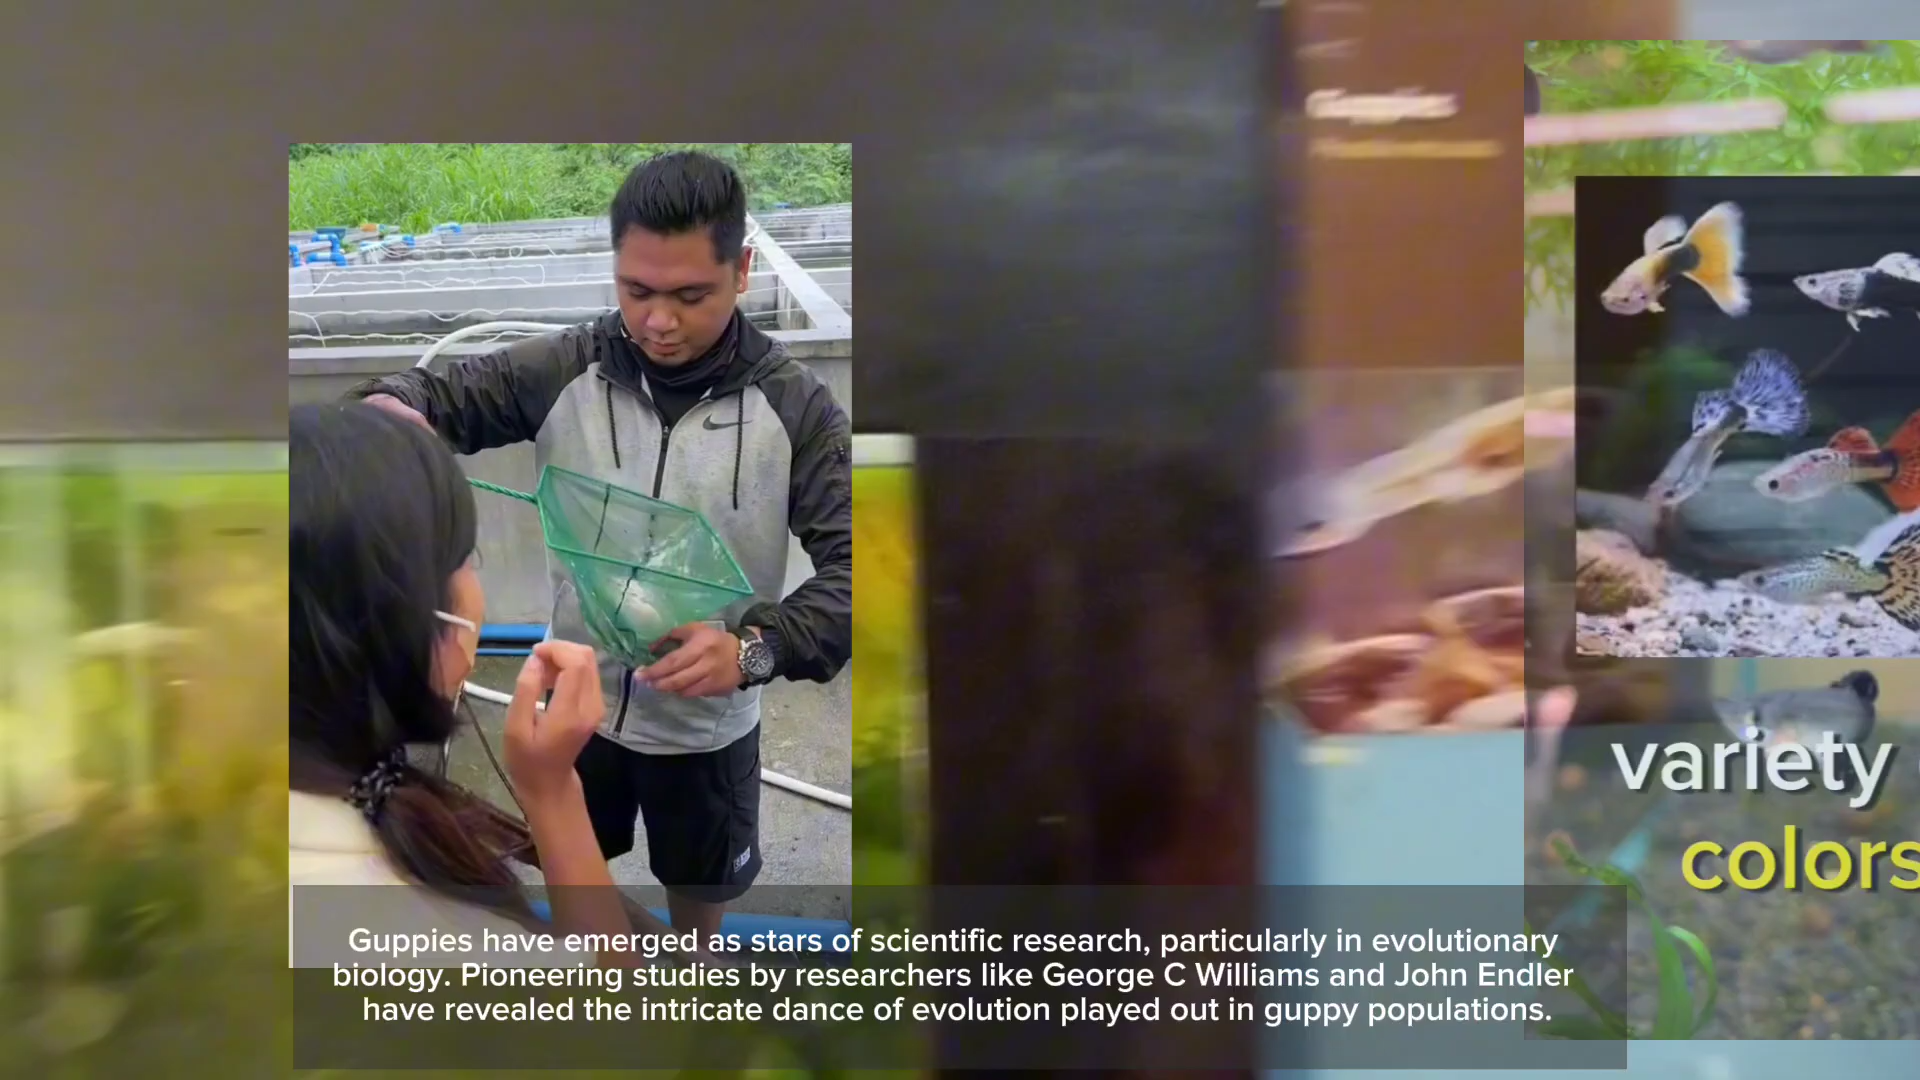 Guppies
variety
colors
Guppies have emerged as stars of scientific research, particularly in evolutionary
biology. Pioneering studies by researchers like George C Williams and John Endler
have revealed the intricate dance of evolution played out in guppy populations.